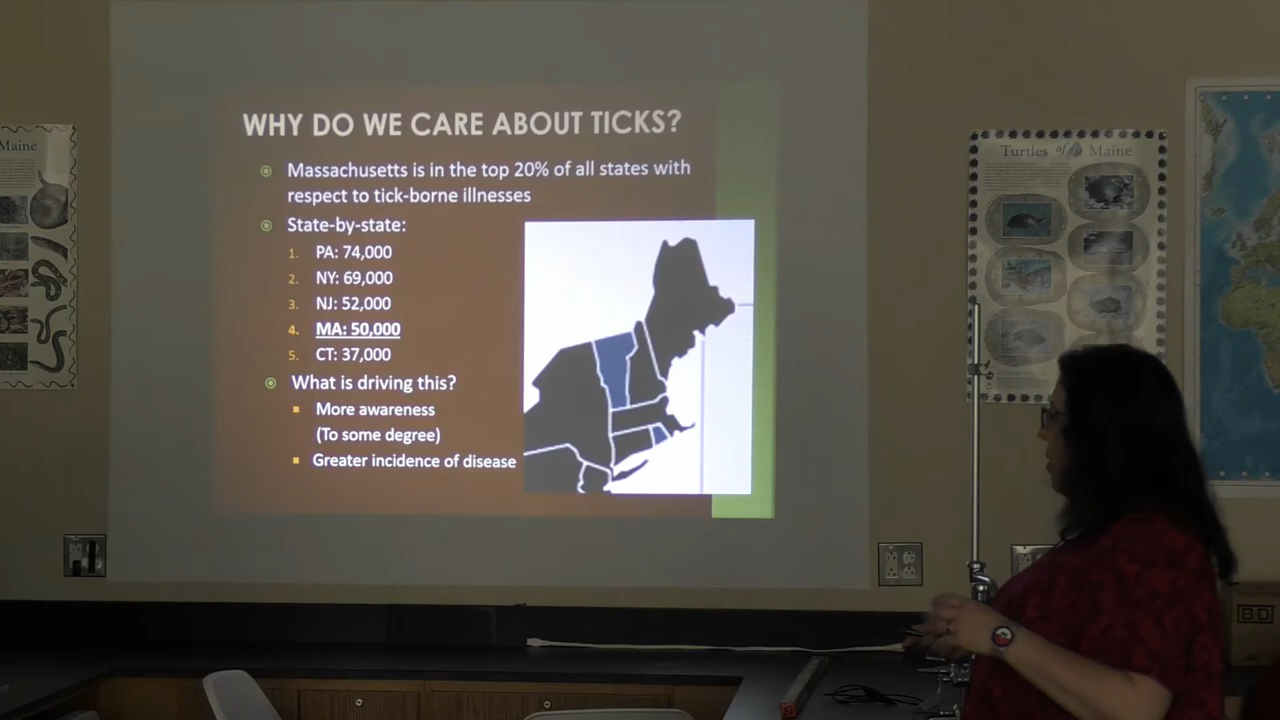 WHY DO WE CARE ABOUT TICKS?
Massachusetts is in the top 20% of all states with
respect to tick-borne illnesses
State-by-state:
1. PA: 74,000
2. NY: 69,000
3. NJ: 52,000
4. MA: 50,000
5. CT: 37,000
What is driving this?
More awareness
(To some degree)
Greater incidence of disease
Maine
Turtles of Maine
B-D